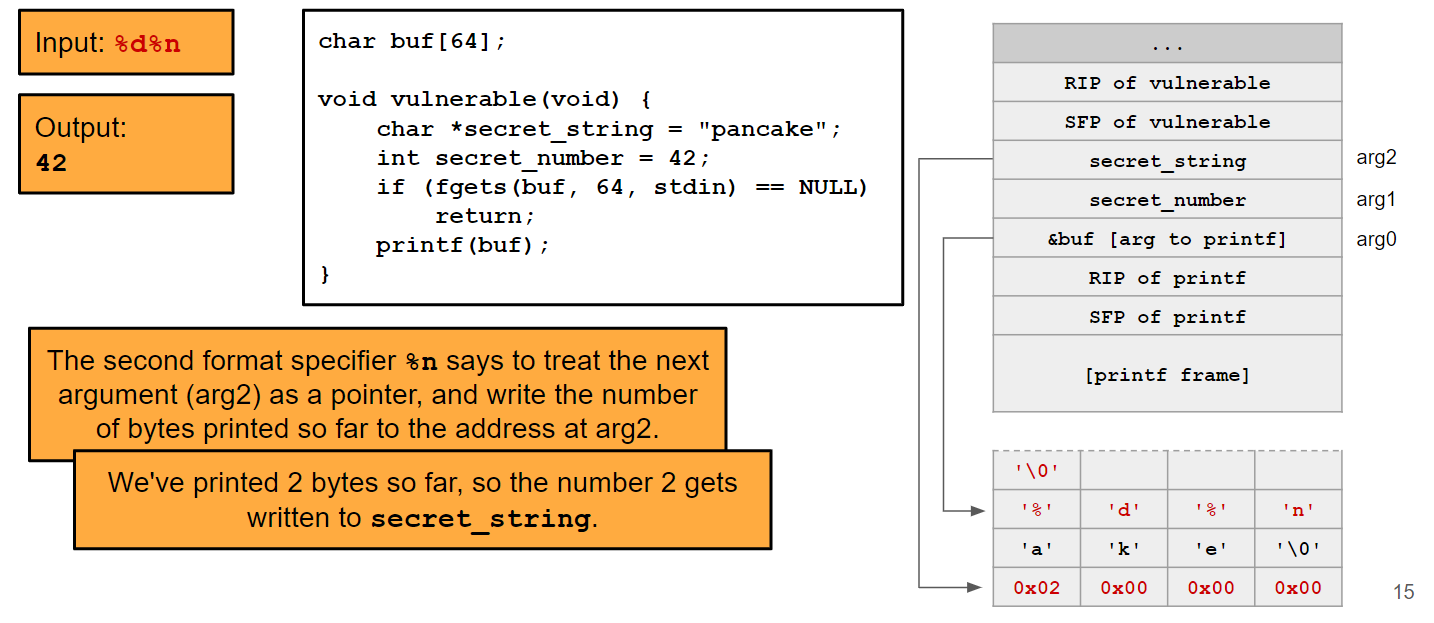 Input: %d%n
Output:
42
char buf[64];
void vulnerable(void) {
    char *secret_string = "pancake";
    int secret_number = 42;
    if (fgets(buf, 64, stdin) == NULL)
        return;
    printf(buf);
}
The second format specifier %n says to treat the next
argument (arg2) as a pointer, and write the number
of bytes printed so far to the address at arg2.
We've printed 2 bytes so far, so the number 2 gets
written to secret_string.
...
RIP of vulnerable
SFP of vulnerable
secret_string arg2
secret_number arg1
&buf [arg to printf] arg0
RIP of printf
SFP of printf
[printf frame]
'\0'
'%' 'd' '%' 'n'
'a' 'k' 'e' '\0'
0x02 0x00 0x00 0x00
15